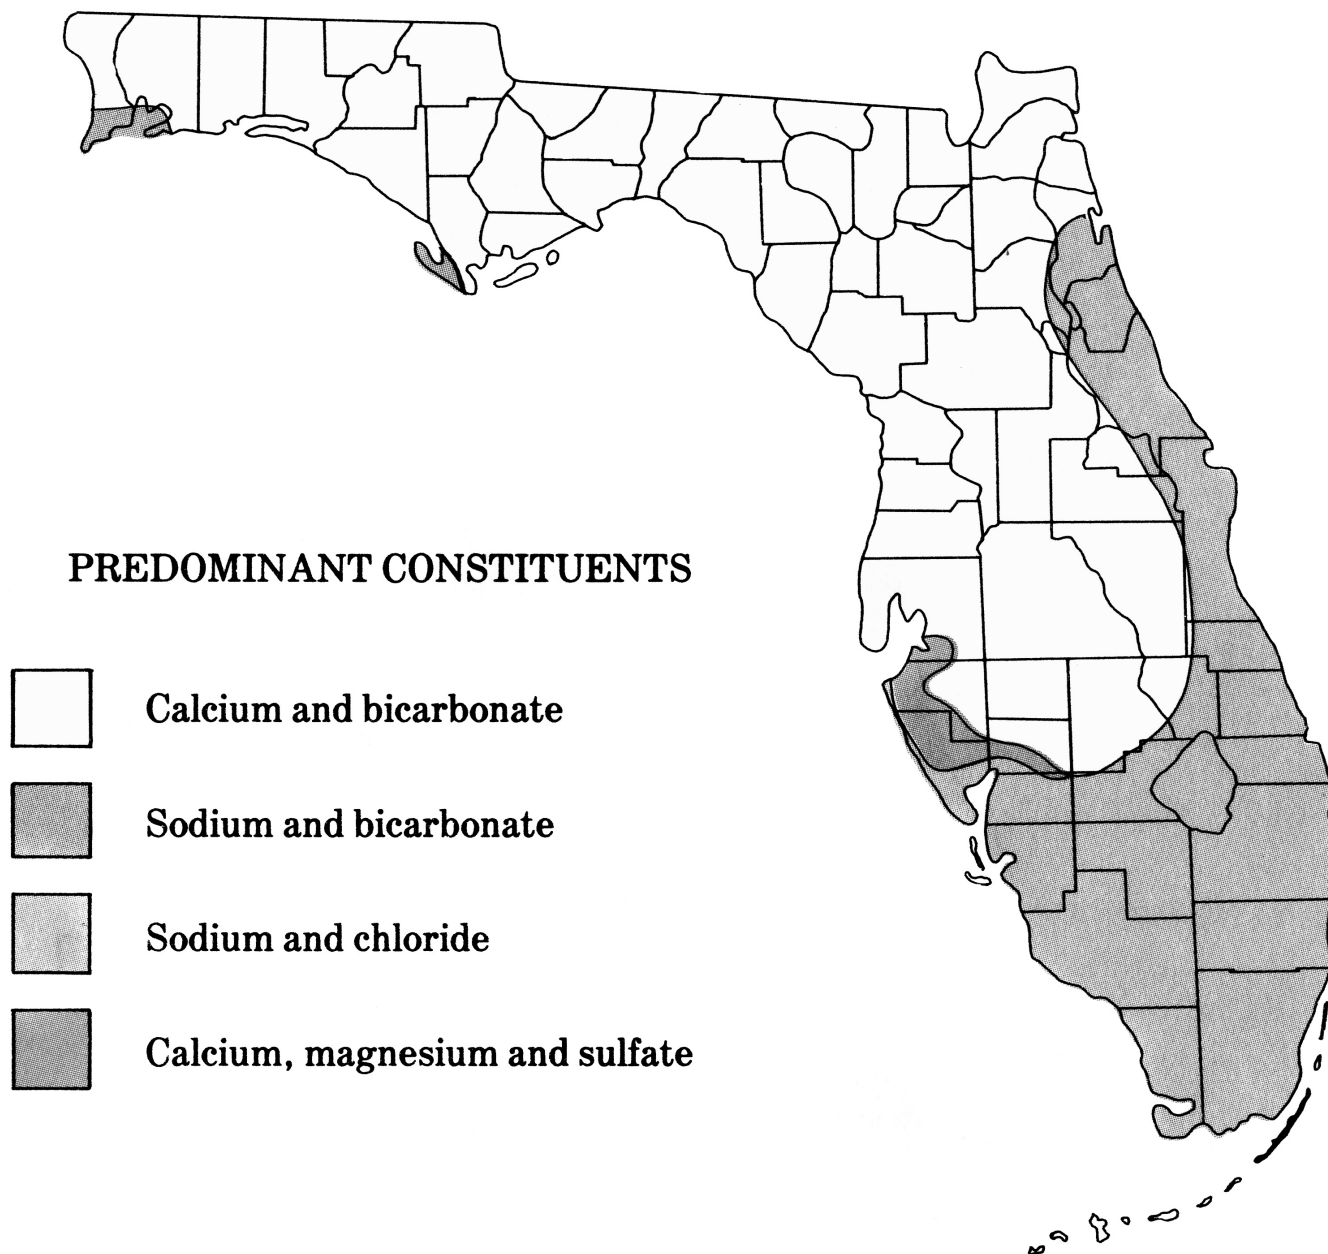 PREDOMINANT CONSTITUENTS
Calcium and bicarbonate
Sodium and bicarbonate
Sodium and chloride
Calcium, magnesium and sulfate